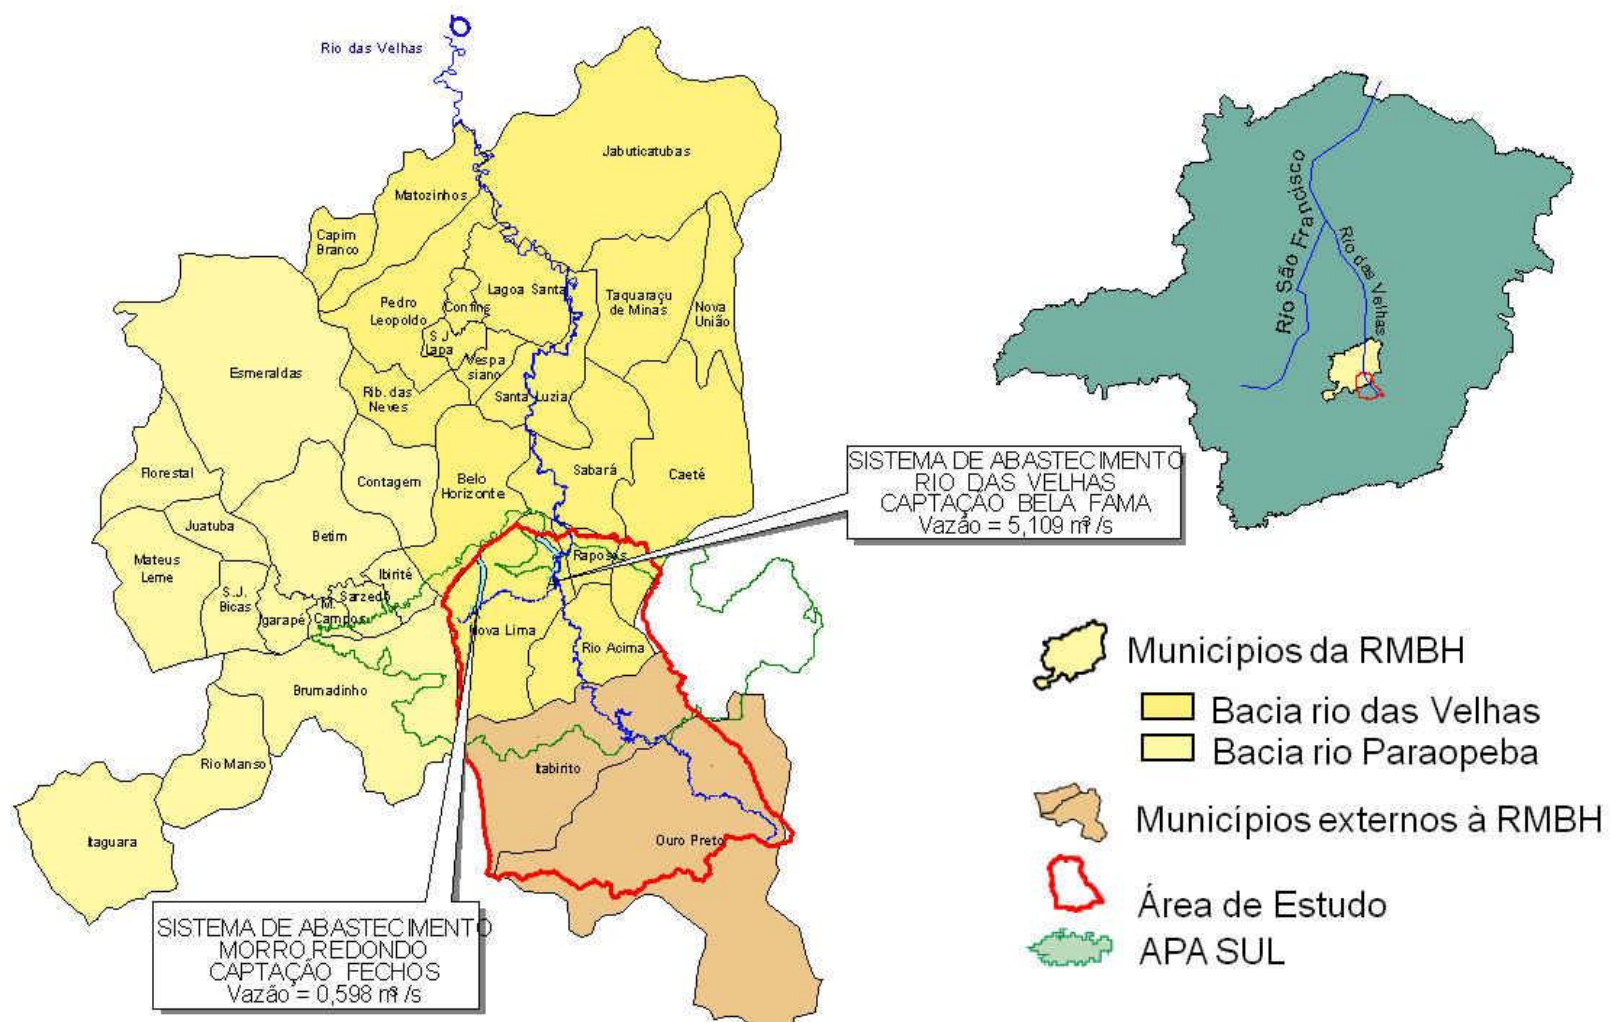 Rio das Velhas
Jabuticatubas
Matozinhos
Capim
Branco
Lagoa Santa
Confins
Pedro
Leopoldo
Taquaraçu
de Minas
Nova
União
S.J.
Lapa
Vespa
siano
Esmeraldas
Rib. das
Neves
Santa Luzia
Florestal
Contagem
Belo
Horizonte
Sabará
Caeté
Juatuba
Betim
Mateus
Leme
Raposos
Ibirité
S.J.
Bicas
Sarzedo
M.
Campos
Igarapé
Nova Lima
Rio Acima
Brumadinho
Rio Manso
Itabirito
Itaguara
Ouro Preto
SISTEMA DE ABASTECIMENTO
RIO DAS VELHAS
CAPTAÇÃO BELA FAMA
Vazão = 5,109 m³/s
SISTEMA DE ABASTECIMENTO
MORRO REDONDO
CAPTAÇÃO FECHOS
Vazão = 0,598 m³/s
Rio São Francisco
Rio das Velhas
Municípios da RMBH
Bacia rio das Velhas
Bacia rio Paraopeba
Municípios externos à RMBH
Área de Estudo
APA SUL